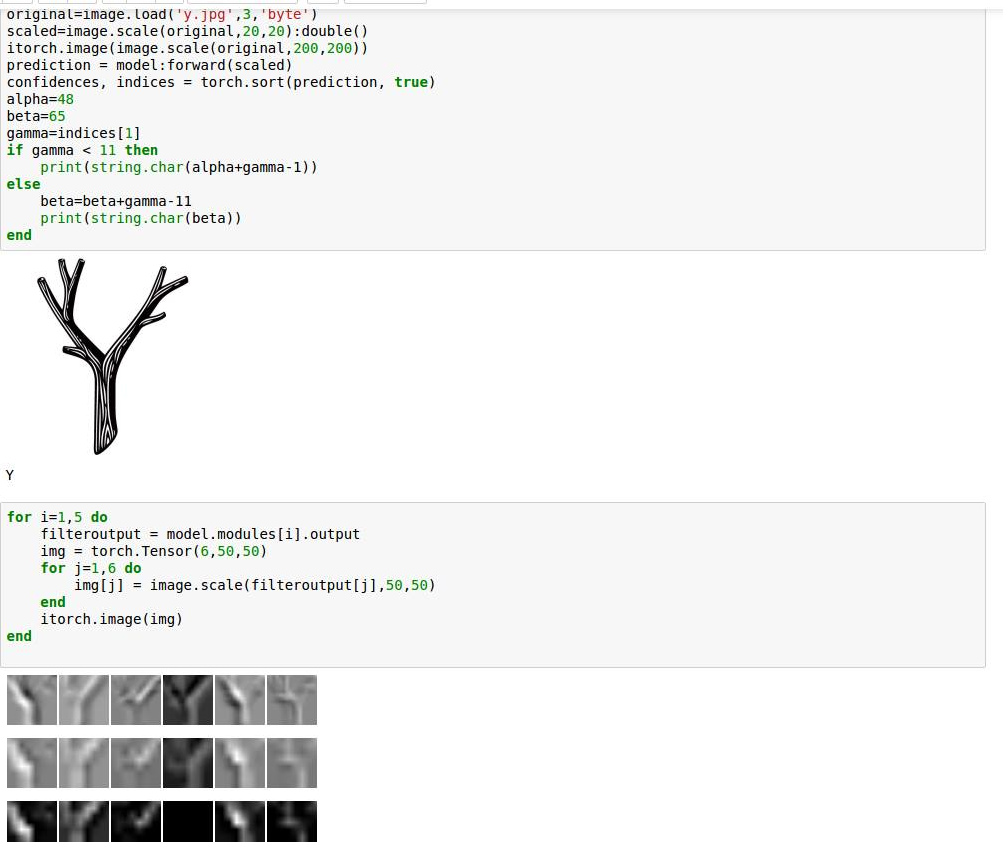 original=image.load('y.jpg',3,'byte')
scaled=image.scale(original,20,20):double()
itorch.image(image.scale(original,200,200))
prediction = model:forward(scaled)
confidences, indices = torch.sort(prediction, true)
alpha=48
beta=65
gamma=indices[1]
if gamma < 11 then
    print(string.char(alpha+gamma-1))
else
    beta=beta+gamma-11
    print(string.char(beta))
end
Y
for i=1,5 do
    filteroutput = model.modules[i].output
    img = torch.Tensor(6,50,50)
    for j=1,6 do
        img[j] = image.scale(filteroutput[j],50,50)
    end
    itorch.image(img)
end